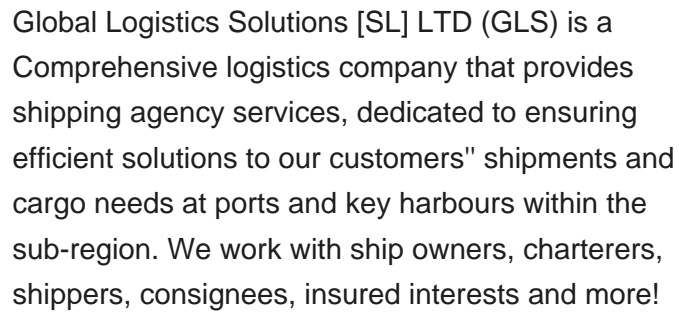 Global Logistics Solutions [SL] LTD (GLS) is a
Comprehensive logistics company that provides
shipping agency services, dedicated to ensuring
efficient solutions to our customers" shipments and
cargo needs at ports and key harbours within the
sub-region. We work with ship owners, charterers,
shippers, consignees, insured interests and more!